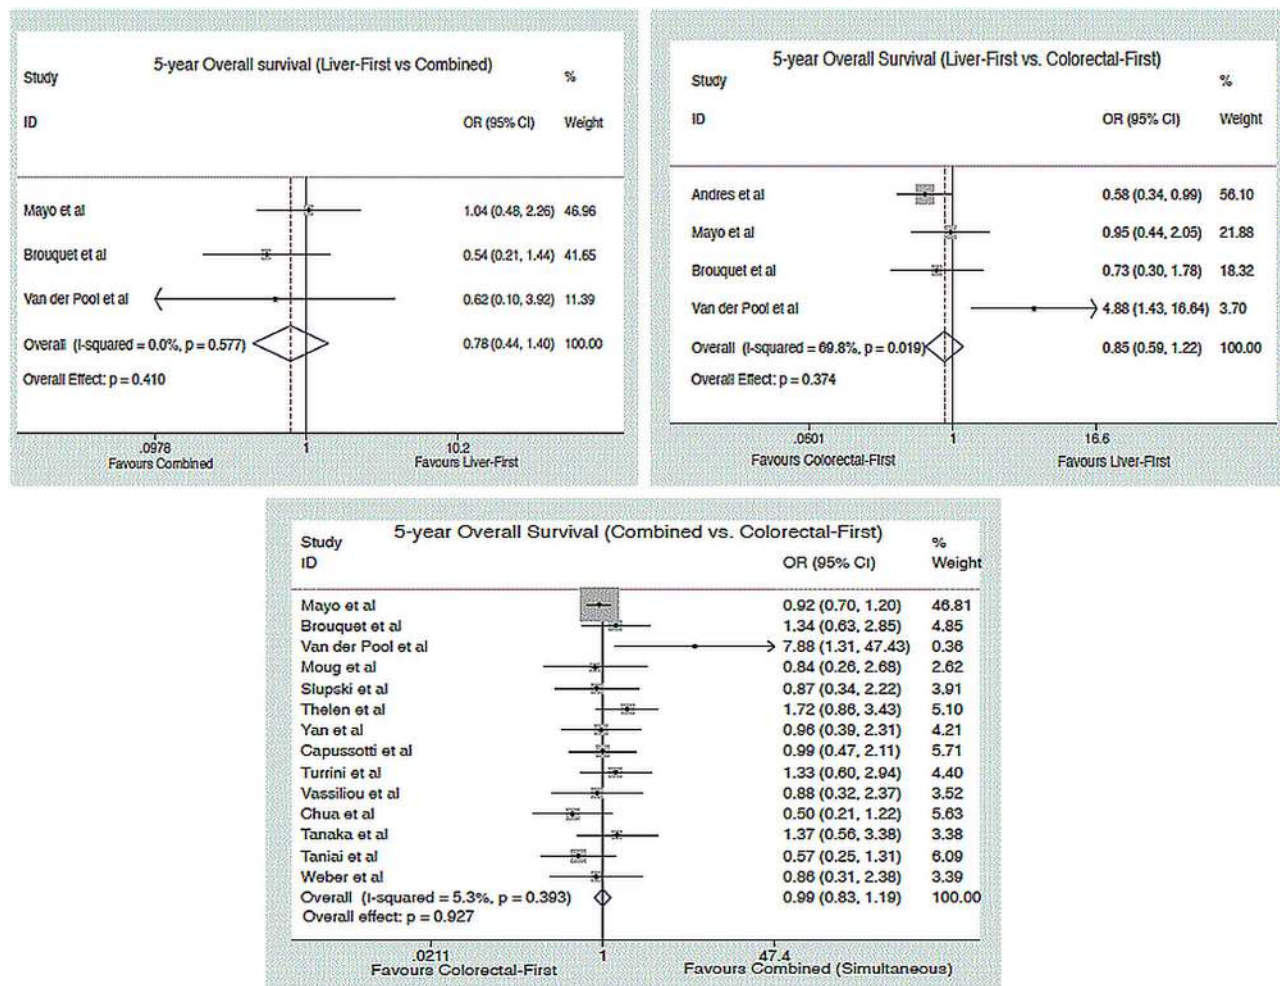 5-year Overall survival (Liver-First vs Combined)
Study %
ID OR (95% CI) Weight
Mayo et al 1.04 (0.48, 2.26) 46.96
Brouquet et al 0.54 (0.21, 1.44) 41.65
Van der Pool et al 0.62 (0.10, 3.92) 11.39
Overall (I-squared = 0.0%, p = 0.577) 0.78 (0.44, 1.40) 100.00
Overall Effect: p = 0.410
.0978 1 10.2
Favours Combined Favours Liver-First
5-year Overall Survival (Liver-First vs. Colorectal-First)
Study %
ID OR (95% CI) Weight
Andres et al 0.58 (0.34, 0.99) 56.10
Mayo et al 0.95 (0.44, 2.05) 21.88
Brouquet et al 0.73 (0.30, 1.78) 18.32
Van der Pool et al 4.88 (1.43, 16.64) 3.70
Overall (I-squared = 69.8%, p = 0.019) 0.85 (0.59, 1.22) 100.00
Overall Effect: p = 0.374
.0601 1 16.6
Favours Colorectal-First Favours Liver-First
5-year Overall Survival (Combined vs. Colorectal-First)
Study %
ID OR (95% CI) Weight
Mayo et al 0.92 (0.70, 1.20) 46.81
Brouquet et al 1.34 (0.63, 2.85) 4.85
Van der Pool et al 7.88 (1.31, 47.43) 0.36
Moug et al 0.84 (0.26, 2.68) 2.62
Slupski et al 0.87 (0.34, 2.22) 3.91
Thelen et al 1.72 (0.86, 3.43) 5.10
Yan et al 0.96 (0.39, 2.31) 4.21
Capussotti et al 0.99 (0.47, 2.11) 5.71
Turrini et al 1.33 (0.60, 2.94) 4.40
Vassiliou et al 0.88 (0.32, 2.37) 3.52
Chua et al 0.50 (0.21, 1.22) 5.63
Tanaka et al 1.37 (0.56, 3.38) 3.38
Taniai et al 0.57 (0.25, 1.31) 6.09
Weber et al 0.86 (0.31, 2.38) 3.39
Overall (I-squared = 5.3%, p = 0.393) 0.99 (0.83, 1.19) 100.00
Overall effect: p = 0.927
.0211 1 47.4
Favours Colorectal-First Favours Combined (Simultaneous)